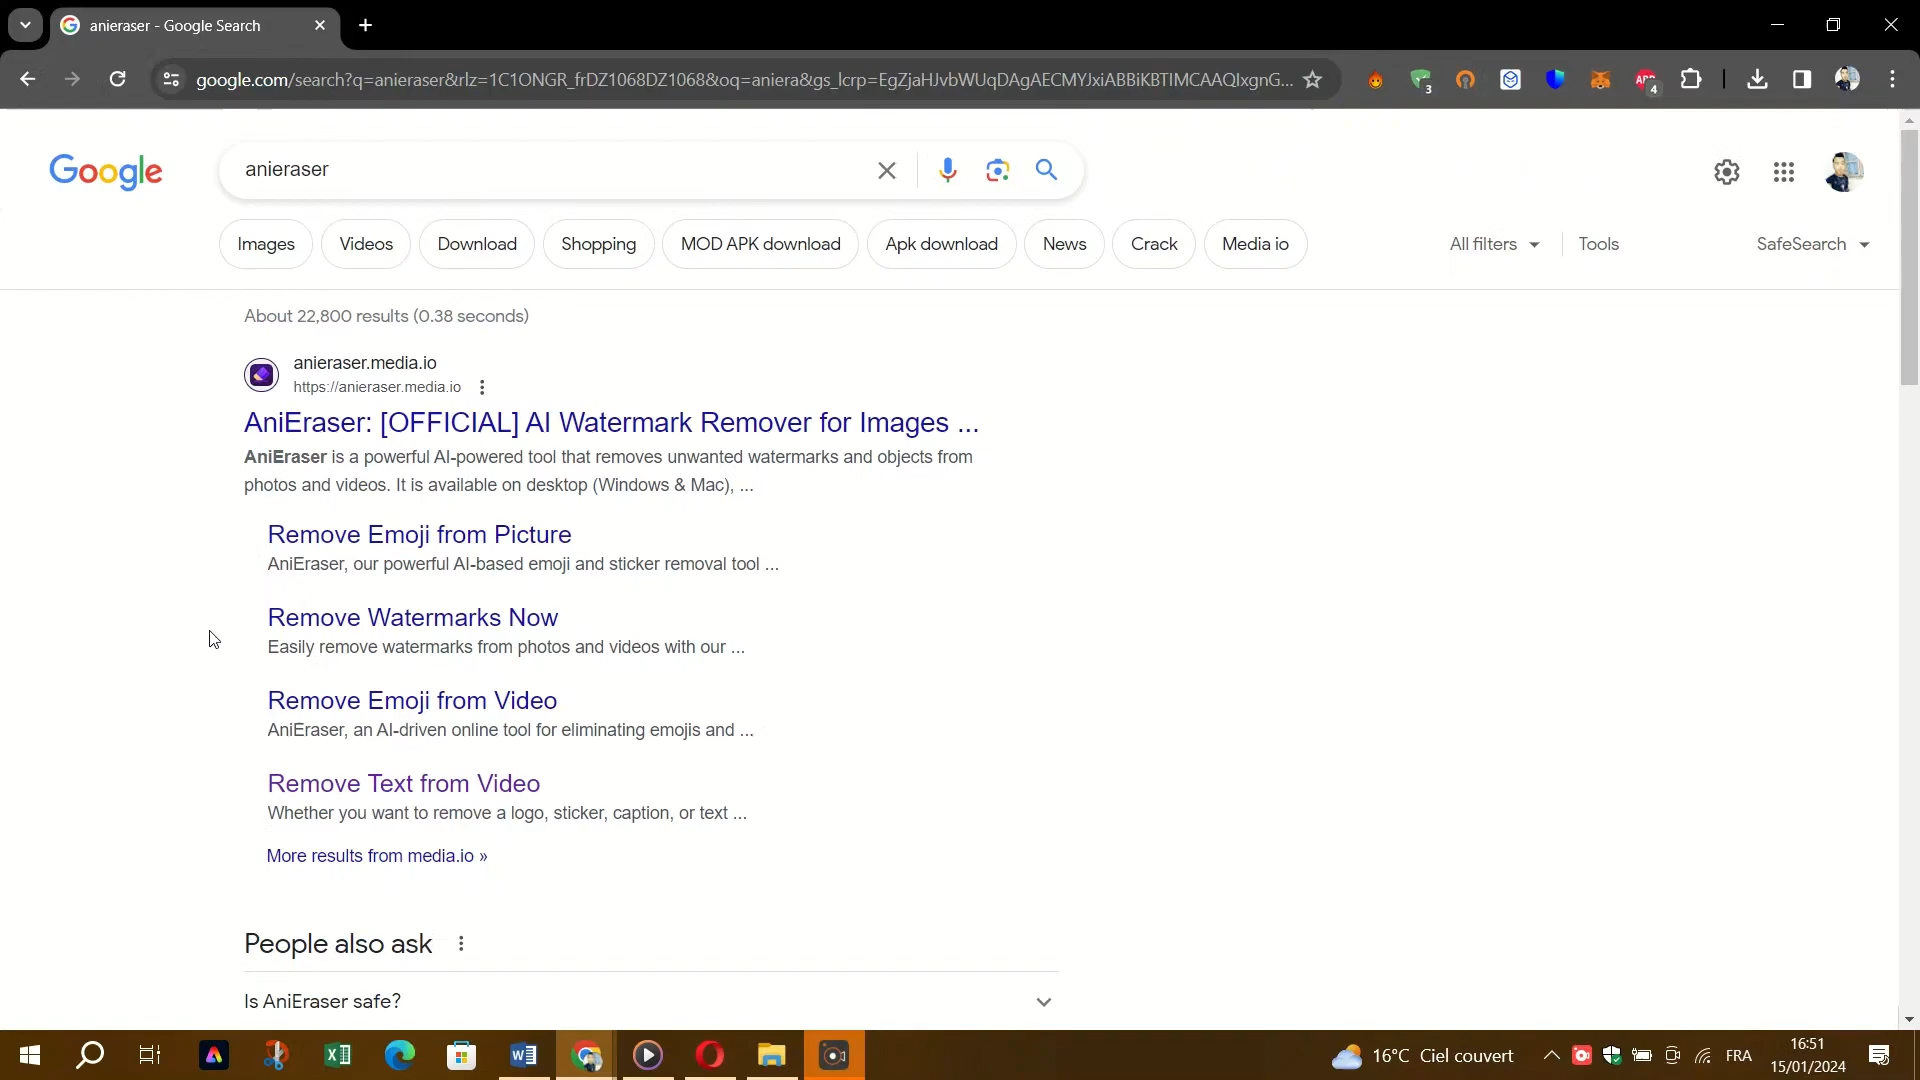 anieraser - Google Search
google.com/search?q=anieraser&rlz=1C1ONGR_frDZ1068DZ1068&oq=aniera&gs_lcrp=EgZjaHJvbWUqDAgAECMYJxiABBiKBTIMCAAQIxgnG...
3
ABP
4
Google
anieraser
Images
Videos
Download
Shopping
MOD APK download
Apk download
News
Crack
Media io
All filters
Tools
SafeSearch
About 22,800 results (0.38 seconds)
anieraser.media.io
https://anieraser.media.io
AniEraser: [OFFICIAL] AI Watermark Remover for Images ...
AniEraser is a powerful AI-powered tool that removes unwanted watermarks and objects from
photos and videos. It is available on desktop (Windows & Mac), ...
Remove Emoji from Picture
AniEraser, our powerful AI-based emoji and sticker removal tool ...
Remove Watermarks Now
Easily remove watermarks from photos and videos with our ...
Remove Emoji from Video
AniEraser, an AI-driven online tool for eliminating emojis and ...
Remove Text from Video
Whether you want to remove a logo, sticker, caption, or text ...
More results from media.io »
People also ask
Is AniEraser safe?
16°C Ciel couvert
FRA
16:51
15/01/2024